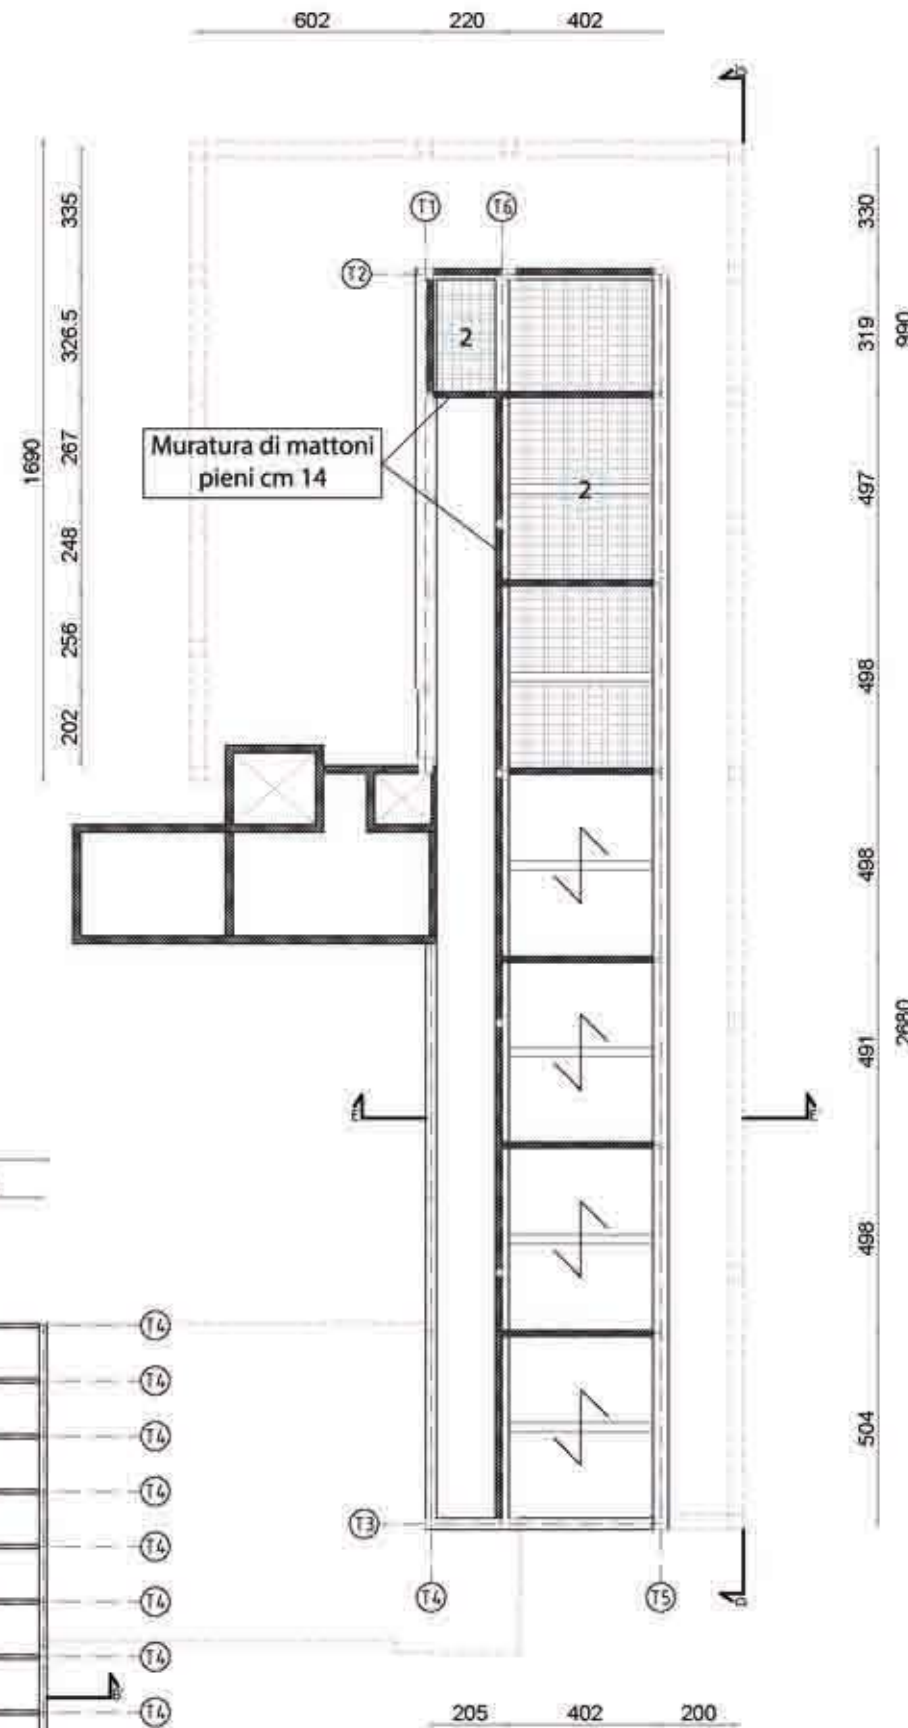 602 220 402
D
335
330
T1 T6
T2
326.5
319
990
2
Muratura di mattoni
pieni cm 14
1690
267
497
2
248
256
498
202
498
491
2680
E E
498
T4
T4
T4
504
T4
T3
T4
T4 T5
D
T4
T4
B
T4
205 402 200